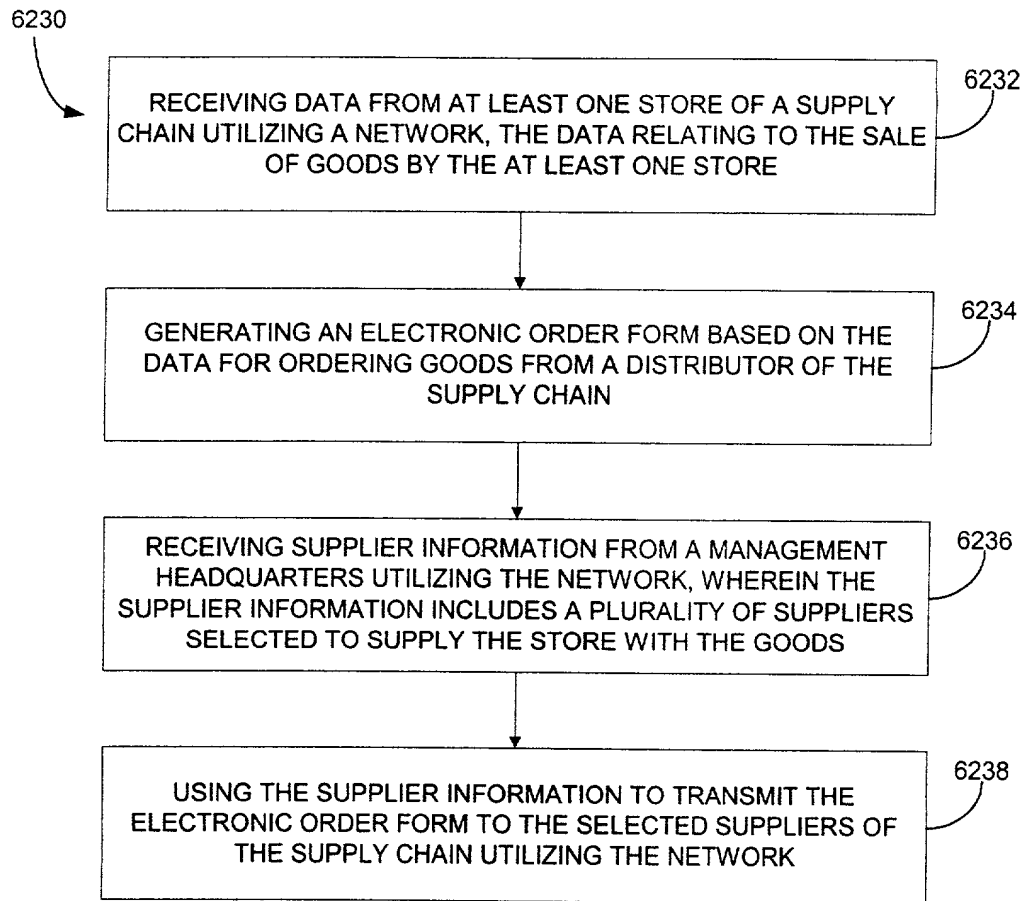 6230
6232
RECEIVING DATA FROM AT LEAST ONE STORE OF A SUPPLY
CHAIN UTILIZING A NETWORK, THE DATA RELATING TO THE SALE
OF GOODS BY THE AT LEAST ONE STORE
6234
GENERATING AN ELECTRONIC ORDER FORM BASED ON THE
DATA FOR ORDERING GOODS FROM A DISTRIBUTOR OF THE
SUPPLY CHAIN
6236
RECEIVING SUPPLIER INFORMATION FROM A MANAGEMENT
HEADQUARTERS UTILIZING THE NETWORK, WHEREIN THE
SUPPLIER INFORMATION INCLUDES A PLURALITY OF SUPPLIERS
SELECTED TO SUPPLY THE STORE WITH THE GOODS
6238
USING THE SUPPLIER INFORMATION TO TRANSMIT THE
ELECTRONIC ORDER FORM TO THE SELECTED SUPPLIERS OF
THE SUPPLY CHAIN UTILIZING THE NETWORK